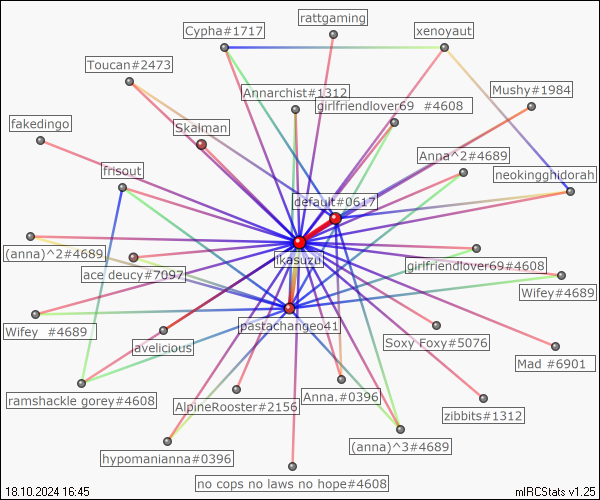 rattgaming
Cypha#1717
xenoyaut
Toucan#2473
Mushy#1984
Annarchist#1312
girlfriendlover69 #4608
fakedingo
Skalman
Anna^2#4689
frisout
neokingghidorah
default#0617
(anna)^2#4689
ikasuzu
girlfriendlover69#4608
ace deucy#7097
Wifey#4689
Wifey #4689
pastachangeo41
avelicious
Soxy Foxy#5076
Mad #6901
ramshackle gorey#4608
AlpineRooster#2156
Anna.#0396
zibbits#1312
(anna)^3#4689
hypomanianna#0396
no cops no laws no hope#4608
18.10.2024 16:45
mIRCStats v1.25